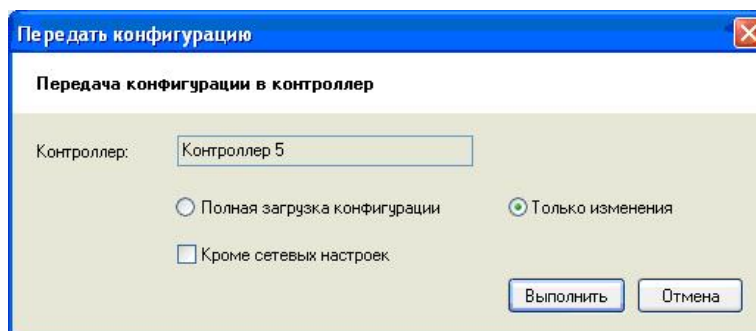 Передать конфигурацию
Передача конфигурации в контроллер
Контроллер: Контроллер 5
Полная загрузка конфигурации Только изменения
Кроме сетевых настроек
Выполнить Отмена